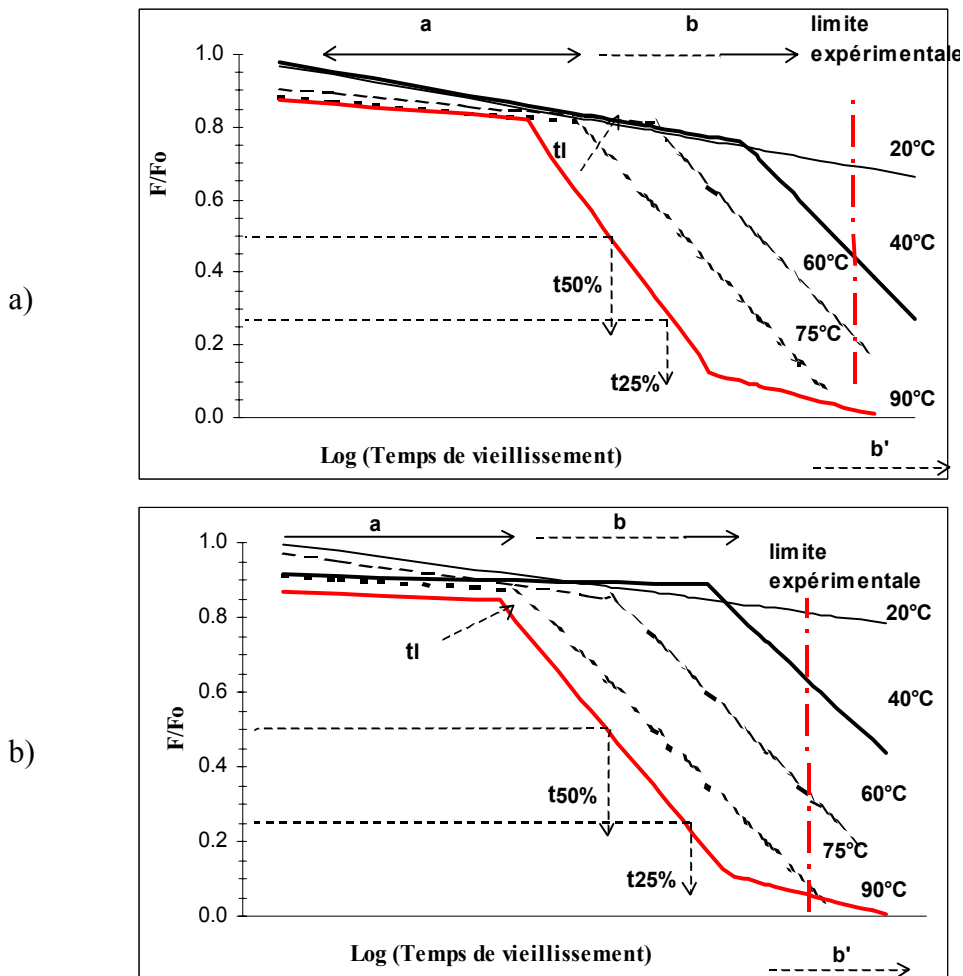 a)
a
b
limite
expérimentale
1.0
0.8
0.6
0.4
0.2
0.0
F/Fo
tl
t50%
t25%
20°C
40°C
60°C
75°C
90°C
Log (Temps de vieillissement)
b'
b)
a
b
limite
expérimentale
1.0
0.8
0.6
0.4
0.2
0.0
F/Fo
tl
t50%
t25%
20°C
40°C
60°C
75°C
90°C
Log (Temps de vieillissement)
b'